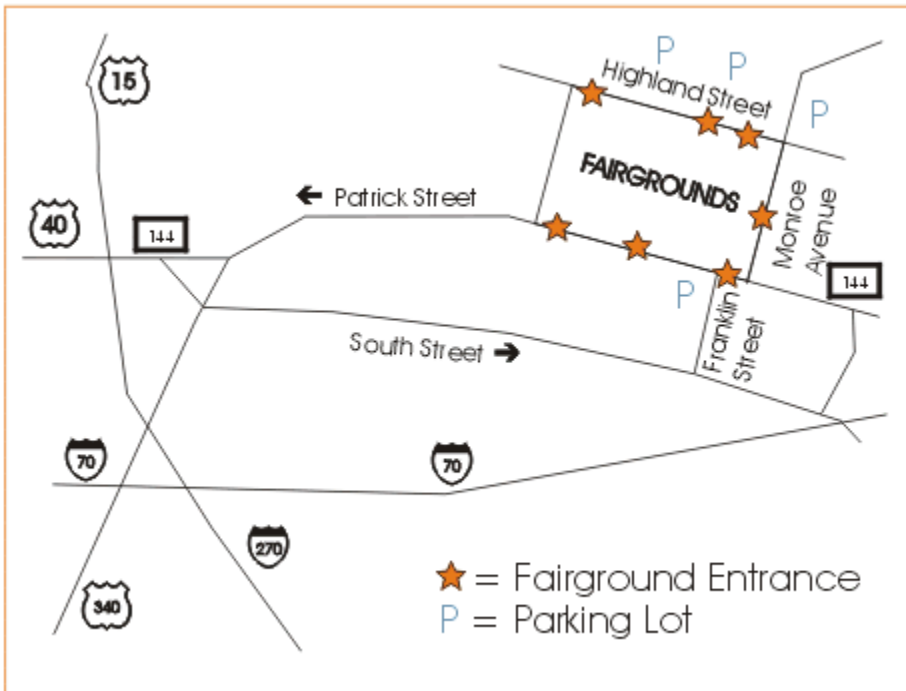 P
P
15
Highland Street
P
FAIRGROUNDS
Patrick Street
40
144
Monroe
Avenue
144
P
Franklin
Street
South Street
70
70
270
340
= Fairground Entrance
P = Parking Lot